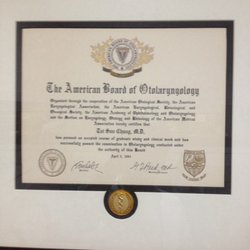 The American Board of Otolaryngology
Organized through the cooperation of the American Otological Society, the American
Laryngological Association, the American Laryngological, Rhinological and
Otological Society, the American Academy of Ophthalmology and Otolaryngology
and the Section on Laryngology, Otology and Rhinology of the American Medical
Association hereby certifies that
Tai Soo Chung, M.D.
has pursued an accepted course of graduate study and clinical work and has
successfully passed the examination in Otolaryngology conducted under
the authority of this Board